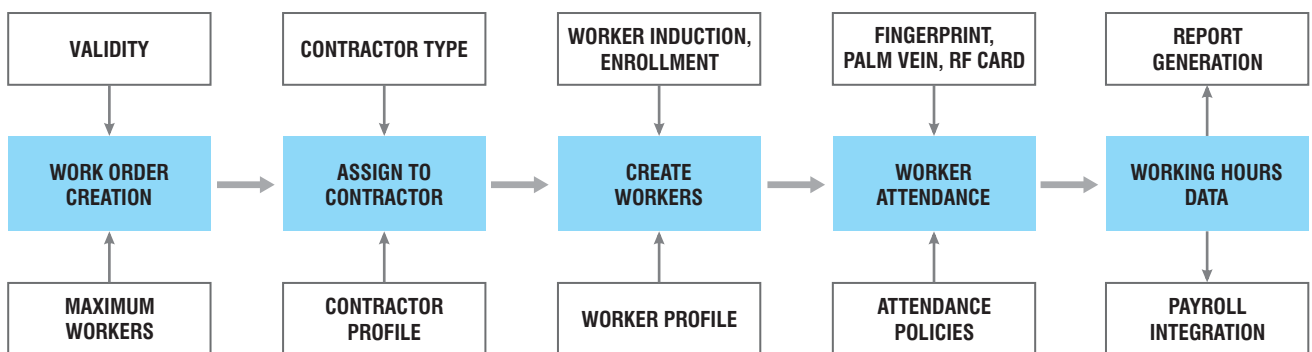 VALIDITY
CONTRACTOR TYPE
WORKER INDUCTION,
ENROLLMENT
FINGERPRINT,
PALM VEIN, RF CARD
REPORT
GENERATION
WORK ORDER
CREATION
ASSIGN TO
CONTRACTOR
CREATE
WORKERS
WORKER
ATTENDANCE
WORKING HOURS
DATA
MAXIMUM
WORKERS
CONTRACTOR
PROFILE
WORKER PROFILE
ATTENDANCE
POLICIES
PAYROLL
INTEGRATION